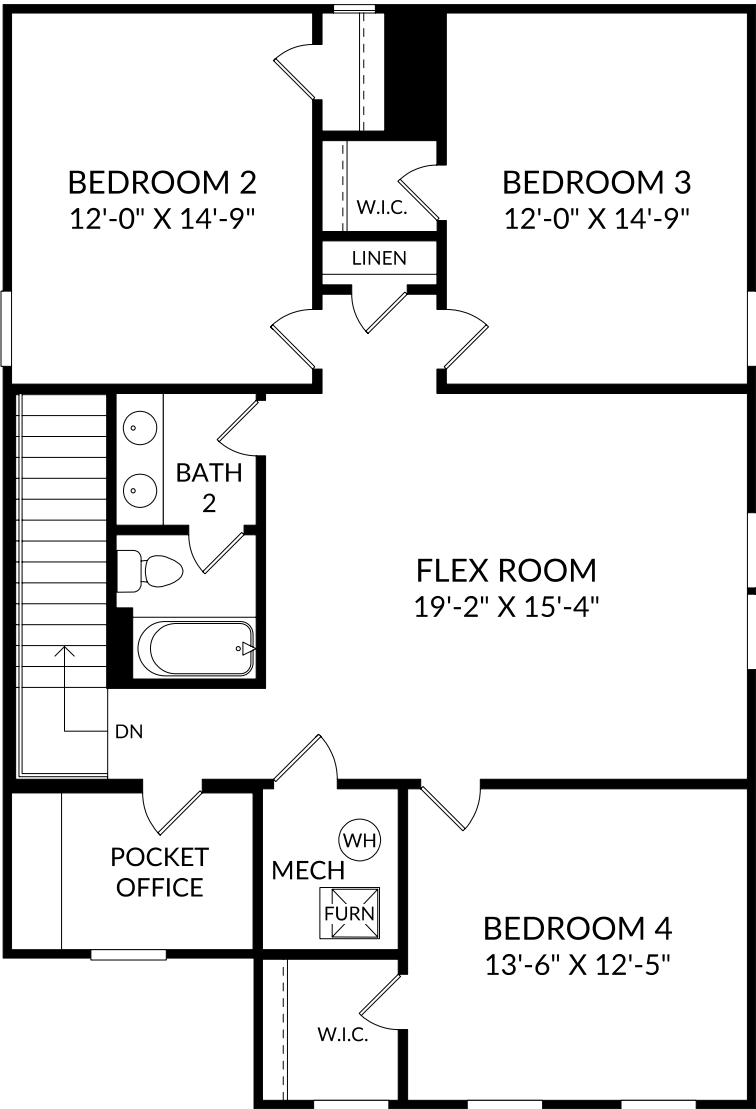 BEDROOM 2
12'-0" X 14'-9"
W.I.C.
BEDROOM 3
12'-0" X 14'-9"
LINEN
BATH
2
FLEX ROOM
19'-2" X 15'-4"
DN
POCKET
OFFICE
WH
MECH
FURN
BEDROOM 4
13'-6" X 12'-5"
W.I.C.